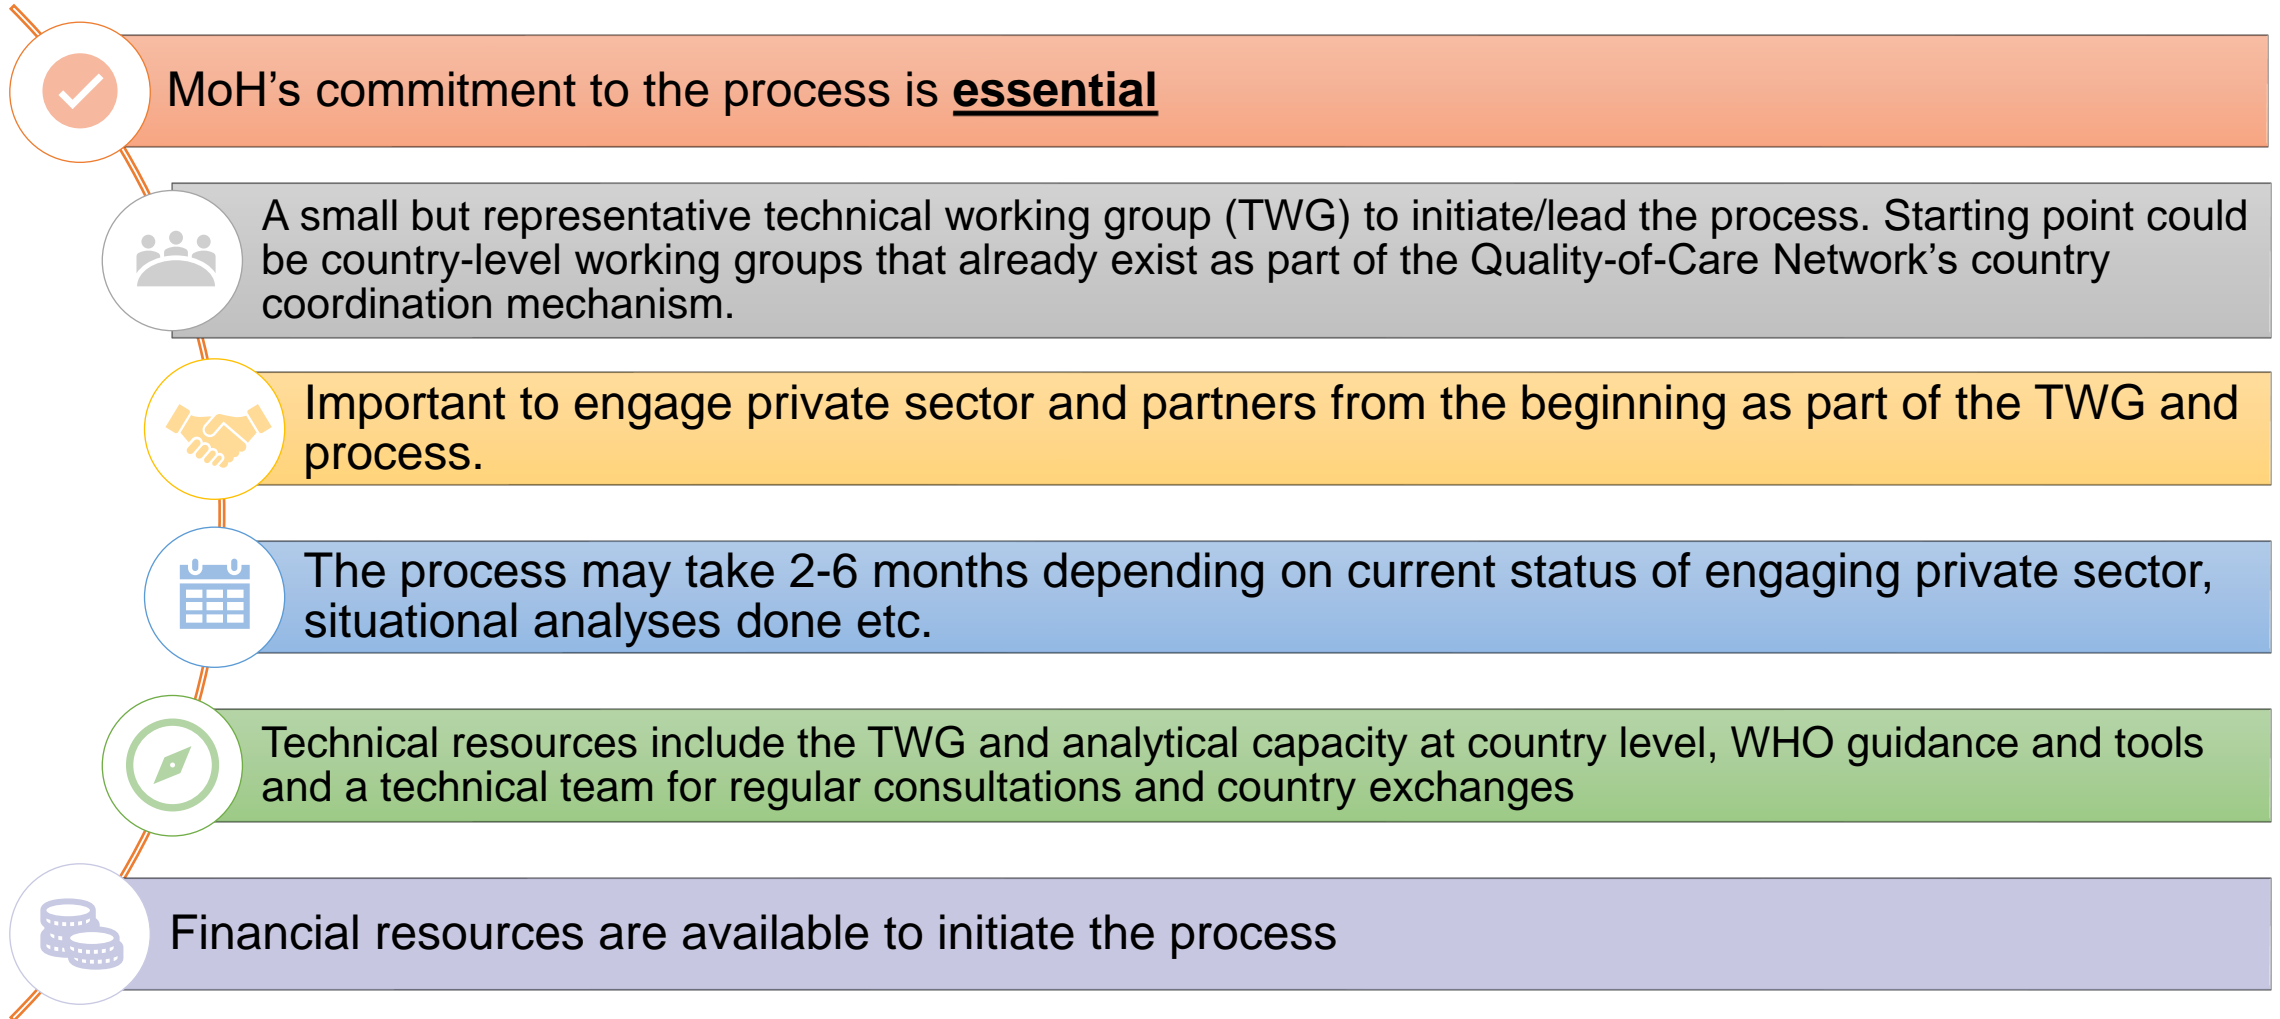 MoH’s commitment to the process is essential
A small but representative technical working group (TWG) to initiate/lead the process. Starting point could
be country-level working groups that already exist as part of the Quality-of-Care Network’s country
coordination mechanism.
Important to engage private sector and partners from the beginning as part of the TWG and
process.
The process may take 2-6 months depending on current status of engaging private sector,
situational analyses done etc.
Technical resources include the TWG and analytical capacity at country level, WHO guidance and tools
and a technical team for regular consultations and country exchanges
Financial resources are available to initiate the process